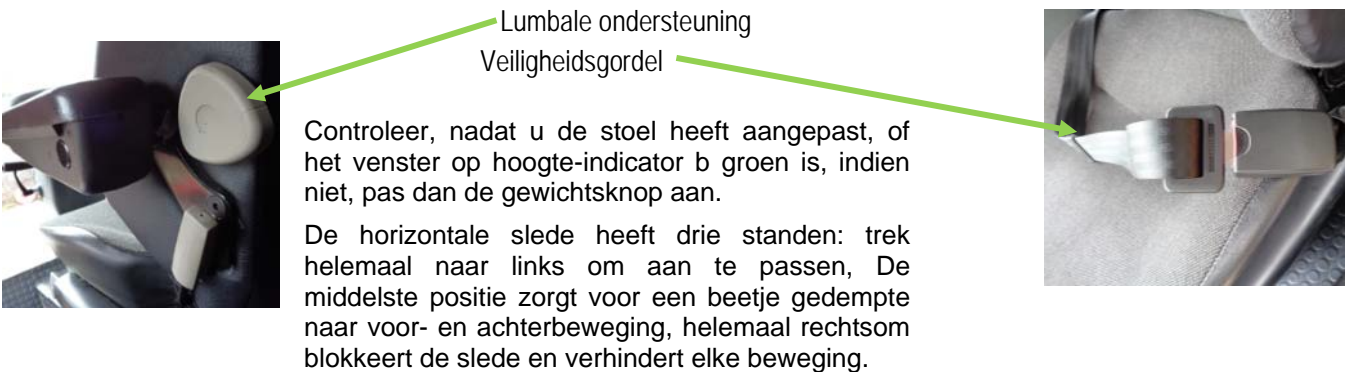 Lumbale ondersteuning
Veiligheidsgordel
Controleer, nadat u de stoel heeft aangepast, of
het venster op hoogte-indicator b groen is, indien
niet, pas dan de gewichtsknop aan.
De horizontale slede heeft drie standen: trek
helemaal naar links om aan te passen, De
middelste positie zorgt voor een beetje gedempte
naar voor- en achterbeweging, helemaal rechtsom
blokkeert de slede en verhindert elke beweging.